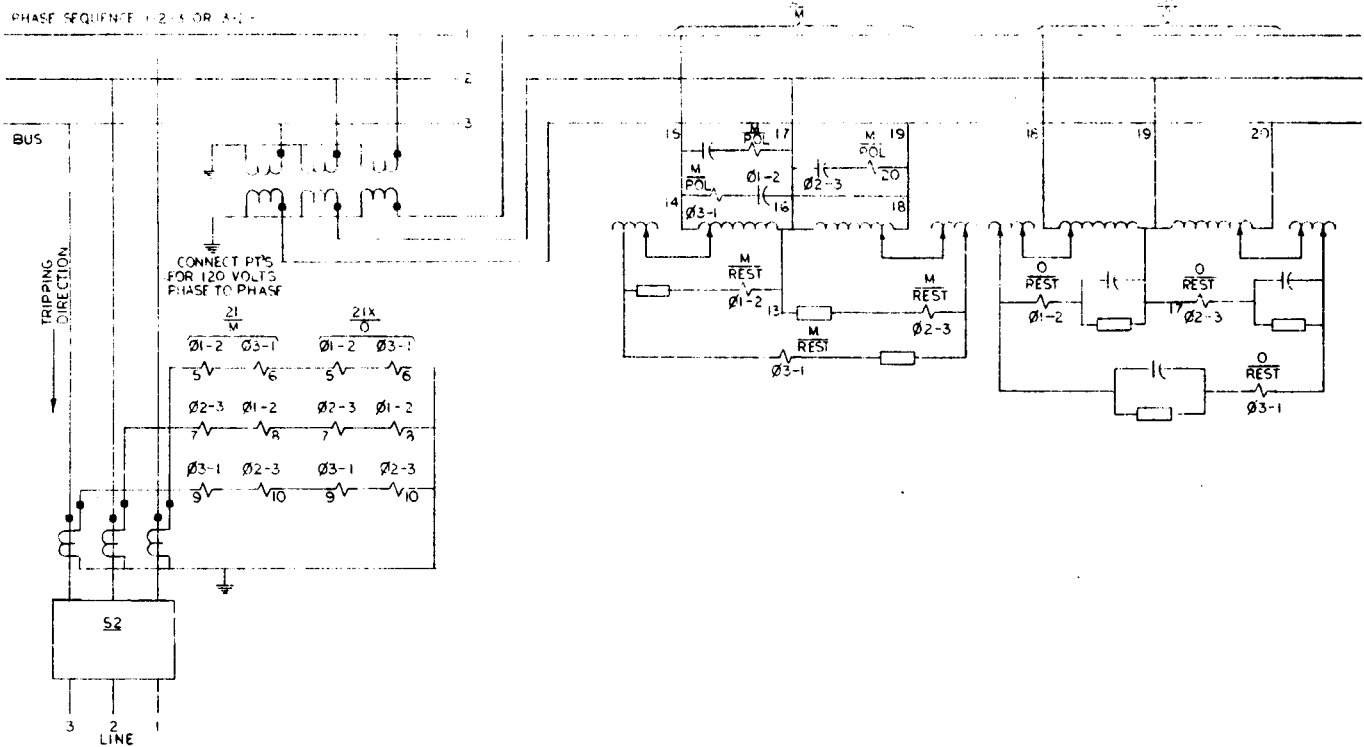 PHASE SEQUENCE 1-2-3 OR
M
1
2
3
BUS
CONNECT PT'S
FOR 120 VOLTS
PHASE TO PHASE
TRIPPING
DIRECTION
21
M
21X
O
Ø1-2 Ø3-1 Ø1-2 Ø3-1
5 6 5 6
Ø2-3 Ø1-2 Ø2-3 Ø1-2
7 8 7
Ø3-1 Ø2-3 Ø3-1 Ø2-3
9 10 9 10
52
3 2 1
LINE
15 17 19
POL
M
POL
20
M
POL
Ø1-2
Ø2-3
14 16 18
Ø3-1
M
REST
Ø1-2
13
M
REST
Ø2-3
M
REST
Ø3-1
18 19 20
O
REST
Ø1-2
17
O
REST
Ø2-3
O
REST
Ø3-1